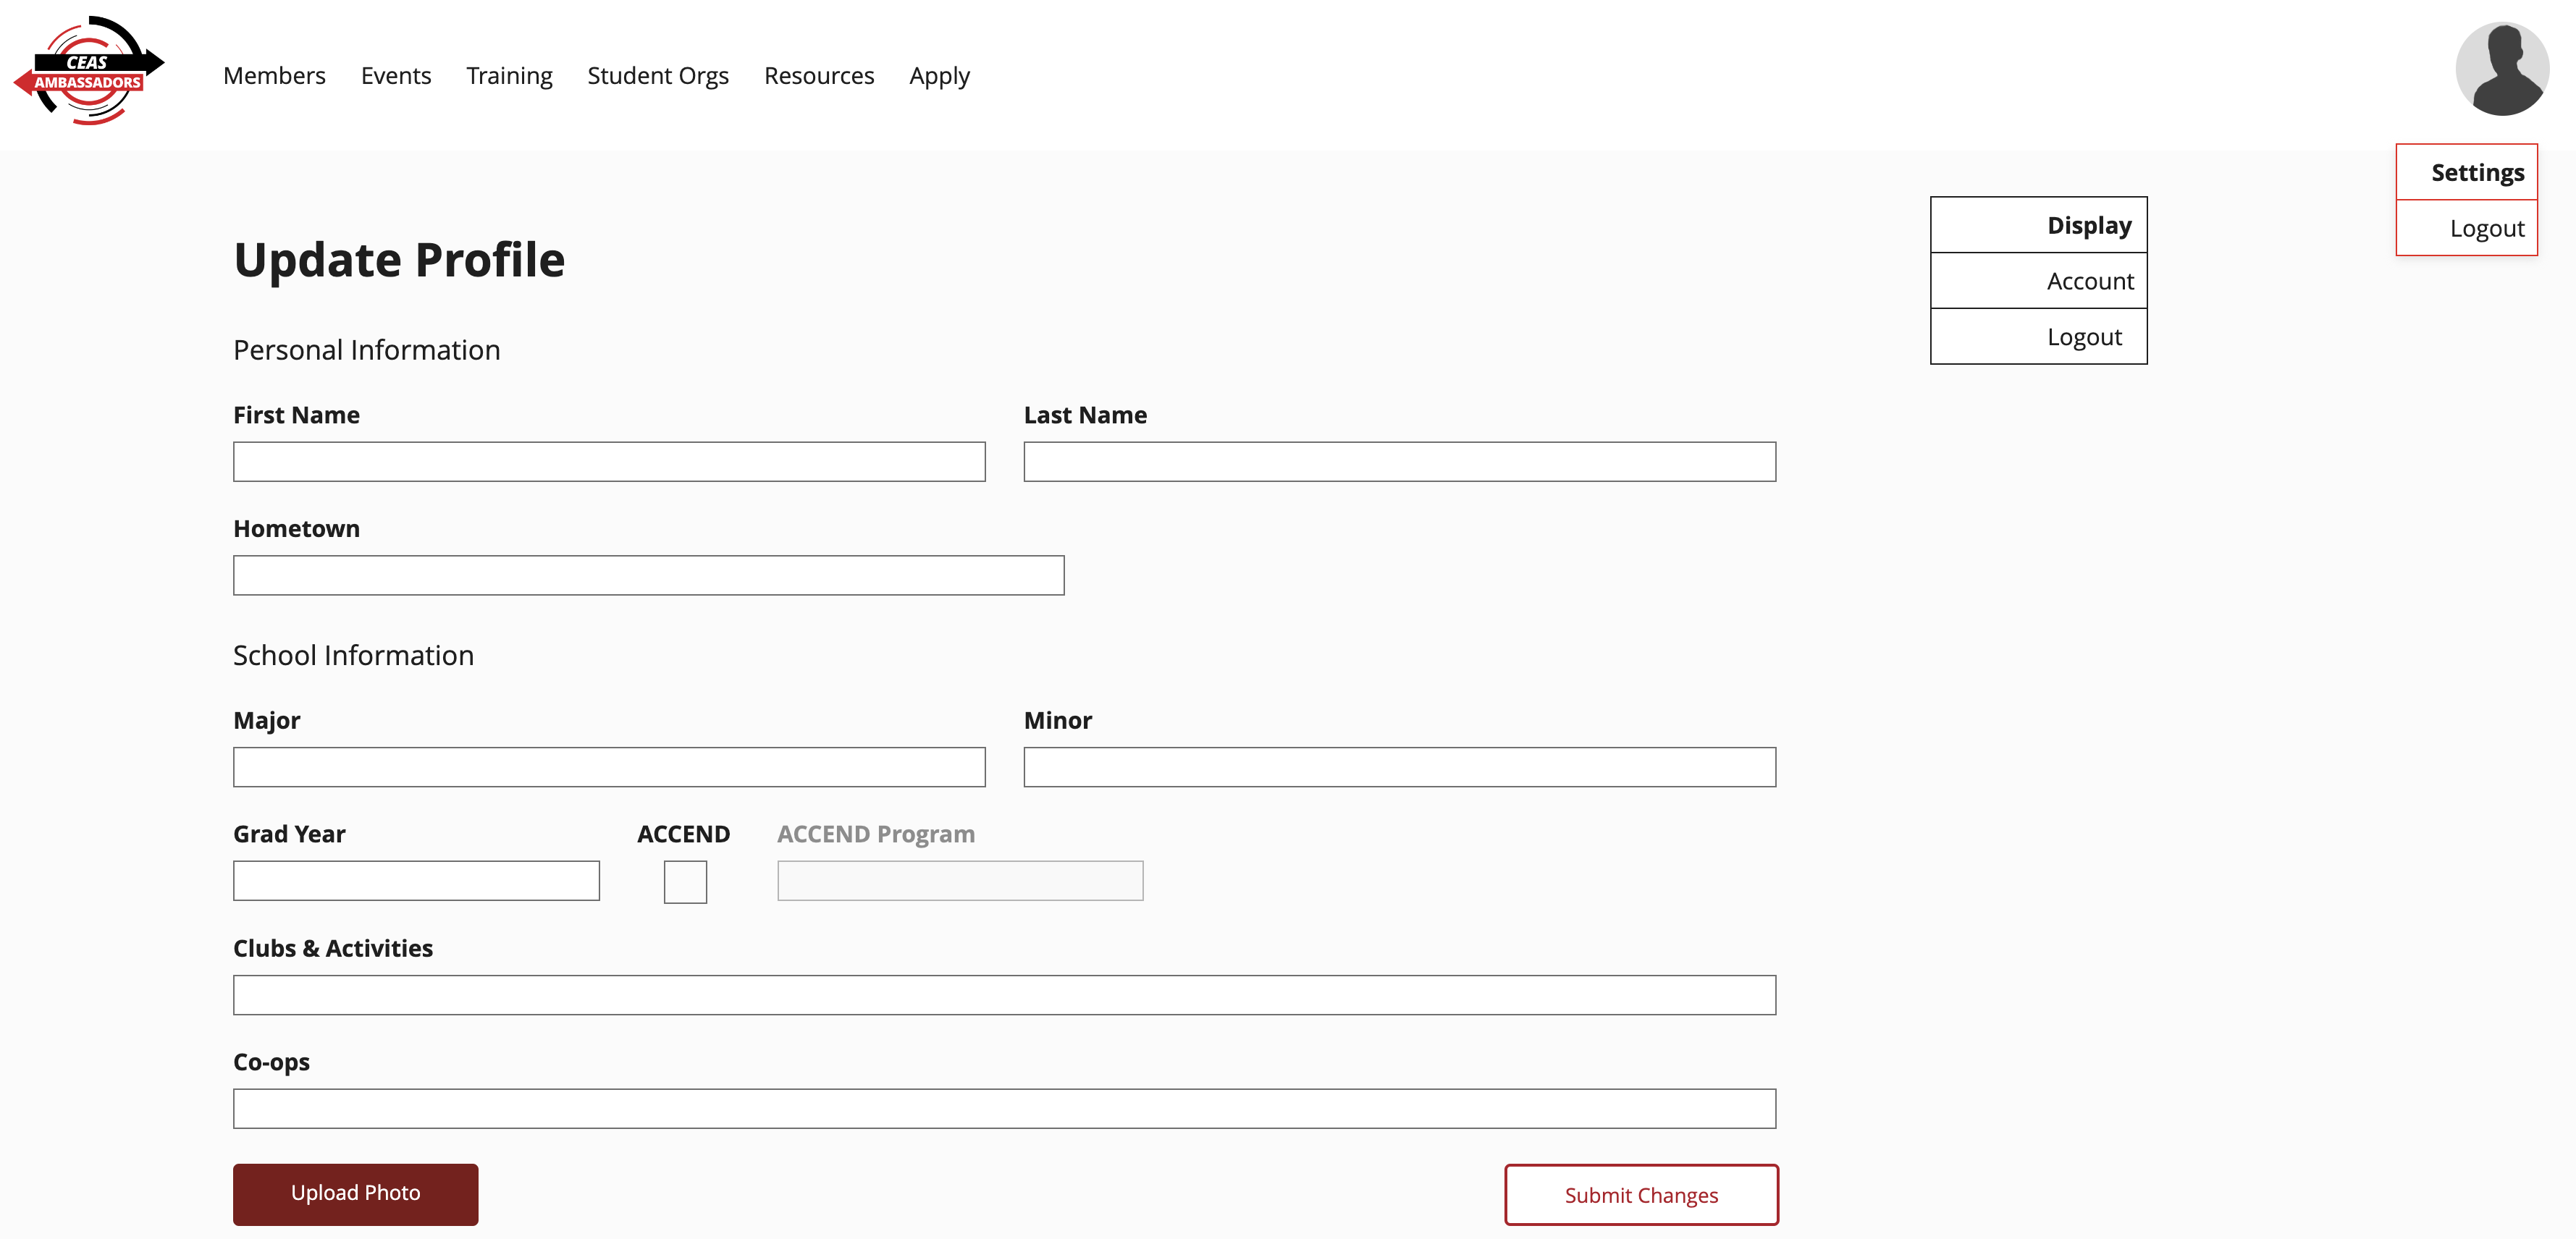 CEAS
AMBASSADORS
Members Events Training Student Orgs Resources Apply
Settings
Logout
Display
Account
Logout
Update Profile
Personal Information
First Name Last Name
Hometown
School Information
Major Minor
Grad Year ACCEND ACCEND Program
Clubs & Activities
Co-ops
Upload Photo Submit Changes